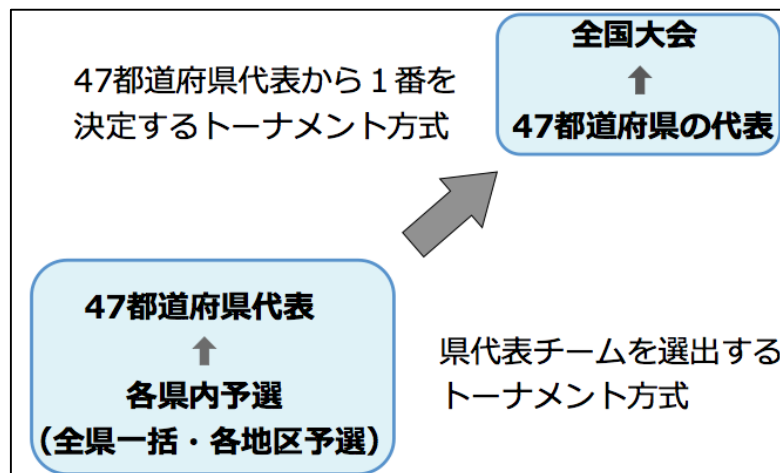 全国大会
47都道府県の代表
47都道府県代表から１番を
決定するトーナメント方式
47都道府県代表
各県内予選
（全県一括・各地区予選）
県代表チームを選出する
トーナメント方式